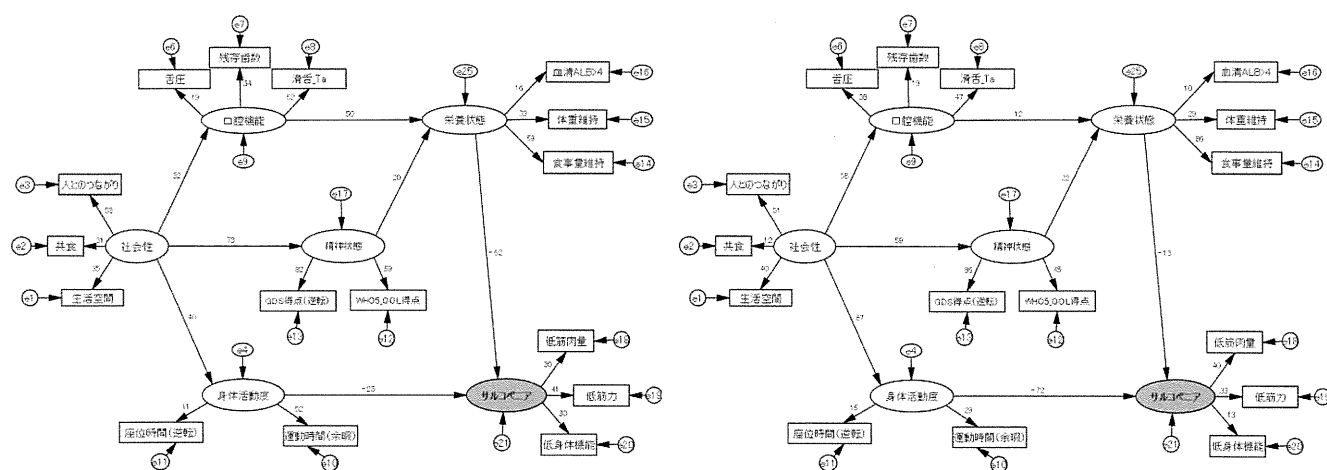 e7
e6
残存歯数
e8
舌圧
滑舌_Ta
34
19
52
口腔機能
e9
50
e25
栄養状態
血清ALB>4
e16
16
体重維持
e15
33
食事量維持
e14
59
e3
人とのつながり
53
e2
共食
31
社会性
e1
生活空間
35
52
73
e17
精神状態
20
82
59
GDS得点(逆転)
WHO5_QOL得点
e13
e12
40
-52
e4
身体活動度
-23
サルコペニア
e21
低筋肉量
e18
41
低筋力
e19
30
低身体機能
e20
座位時間(逆転)
52
運動時間(余暇)
e11
e10
e7
e6
残存歯数
e8
舌圧
滑舌_Ta
19
38
47
口腔機能
e9
12
e25
栄養状態
血清ALB>4
e16
10
体重維持
e15
食事量維持
e14
86
e3
人とのつながり
51
e2
共食
12
社会性
e1
生活空間
40
59
e17
精神状態
86
45
GDS得点(逆転)
WHO5_QOL得点
e13
e12
-13
e4
身体活動度
-72
サルコペニア
e21
低筋肉量
e18
40
低筋力
33
13
低身体機能
e20
座位時間(逆転)
運動時間(余暇)
e11
e10